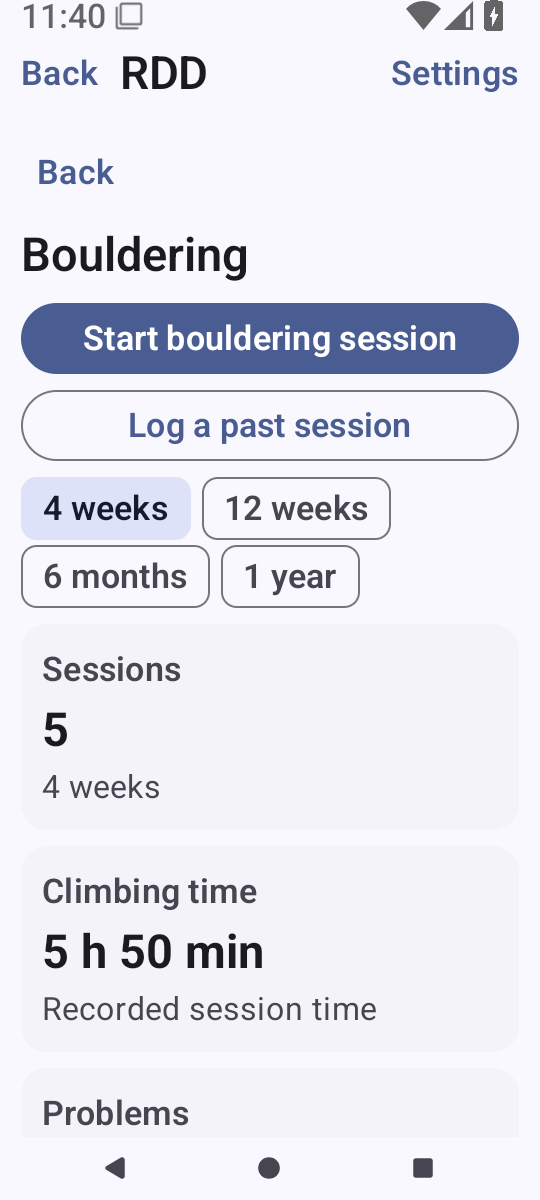 11:40
Back RDD Settings
Back
Bouldering
Start bouldering session
Log a past session
4 weeks 12 weeks
6 months 1 year
Sessions
5
4 weeks
Climbing time
5 h 50 min
Recorded session time
Problems